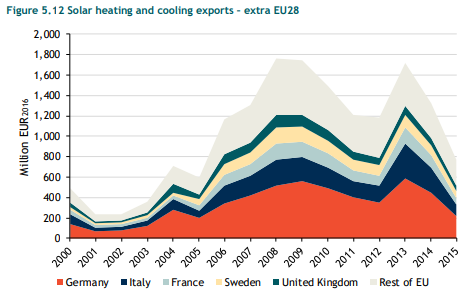 Figure 5.12 Solar heating and cooling exports - extra EU28
Million EUR2016
2,000
1,800
1,600
1,400
1,200
1,000
800
600
400
200
0
2000 2001 2002 2003 2004 2005 2006 2007 2008 2009 2010 2011 2012 2013 2014 2015
Germany Italy France Sweden United Kingdom Rest of EU